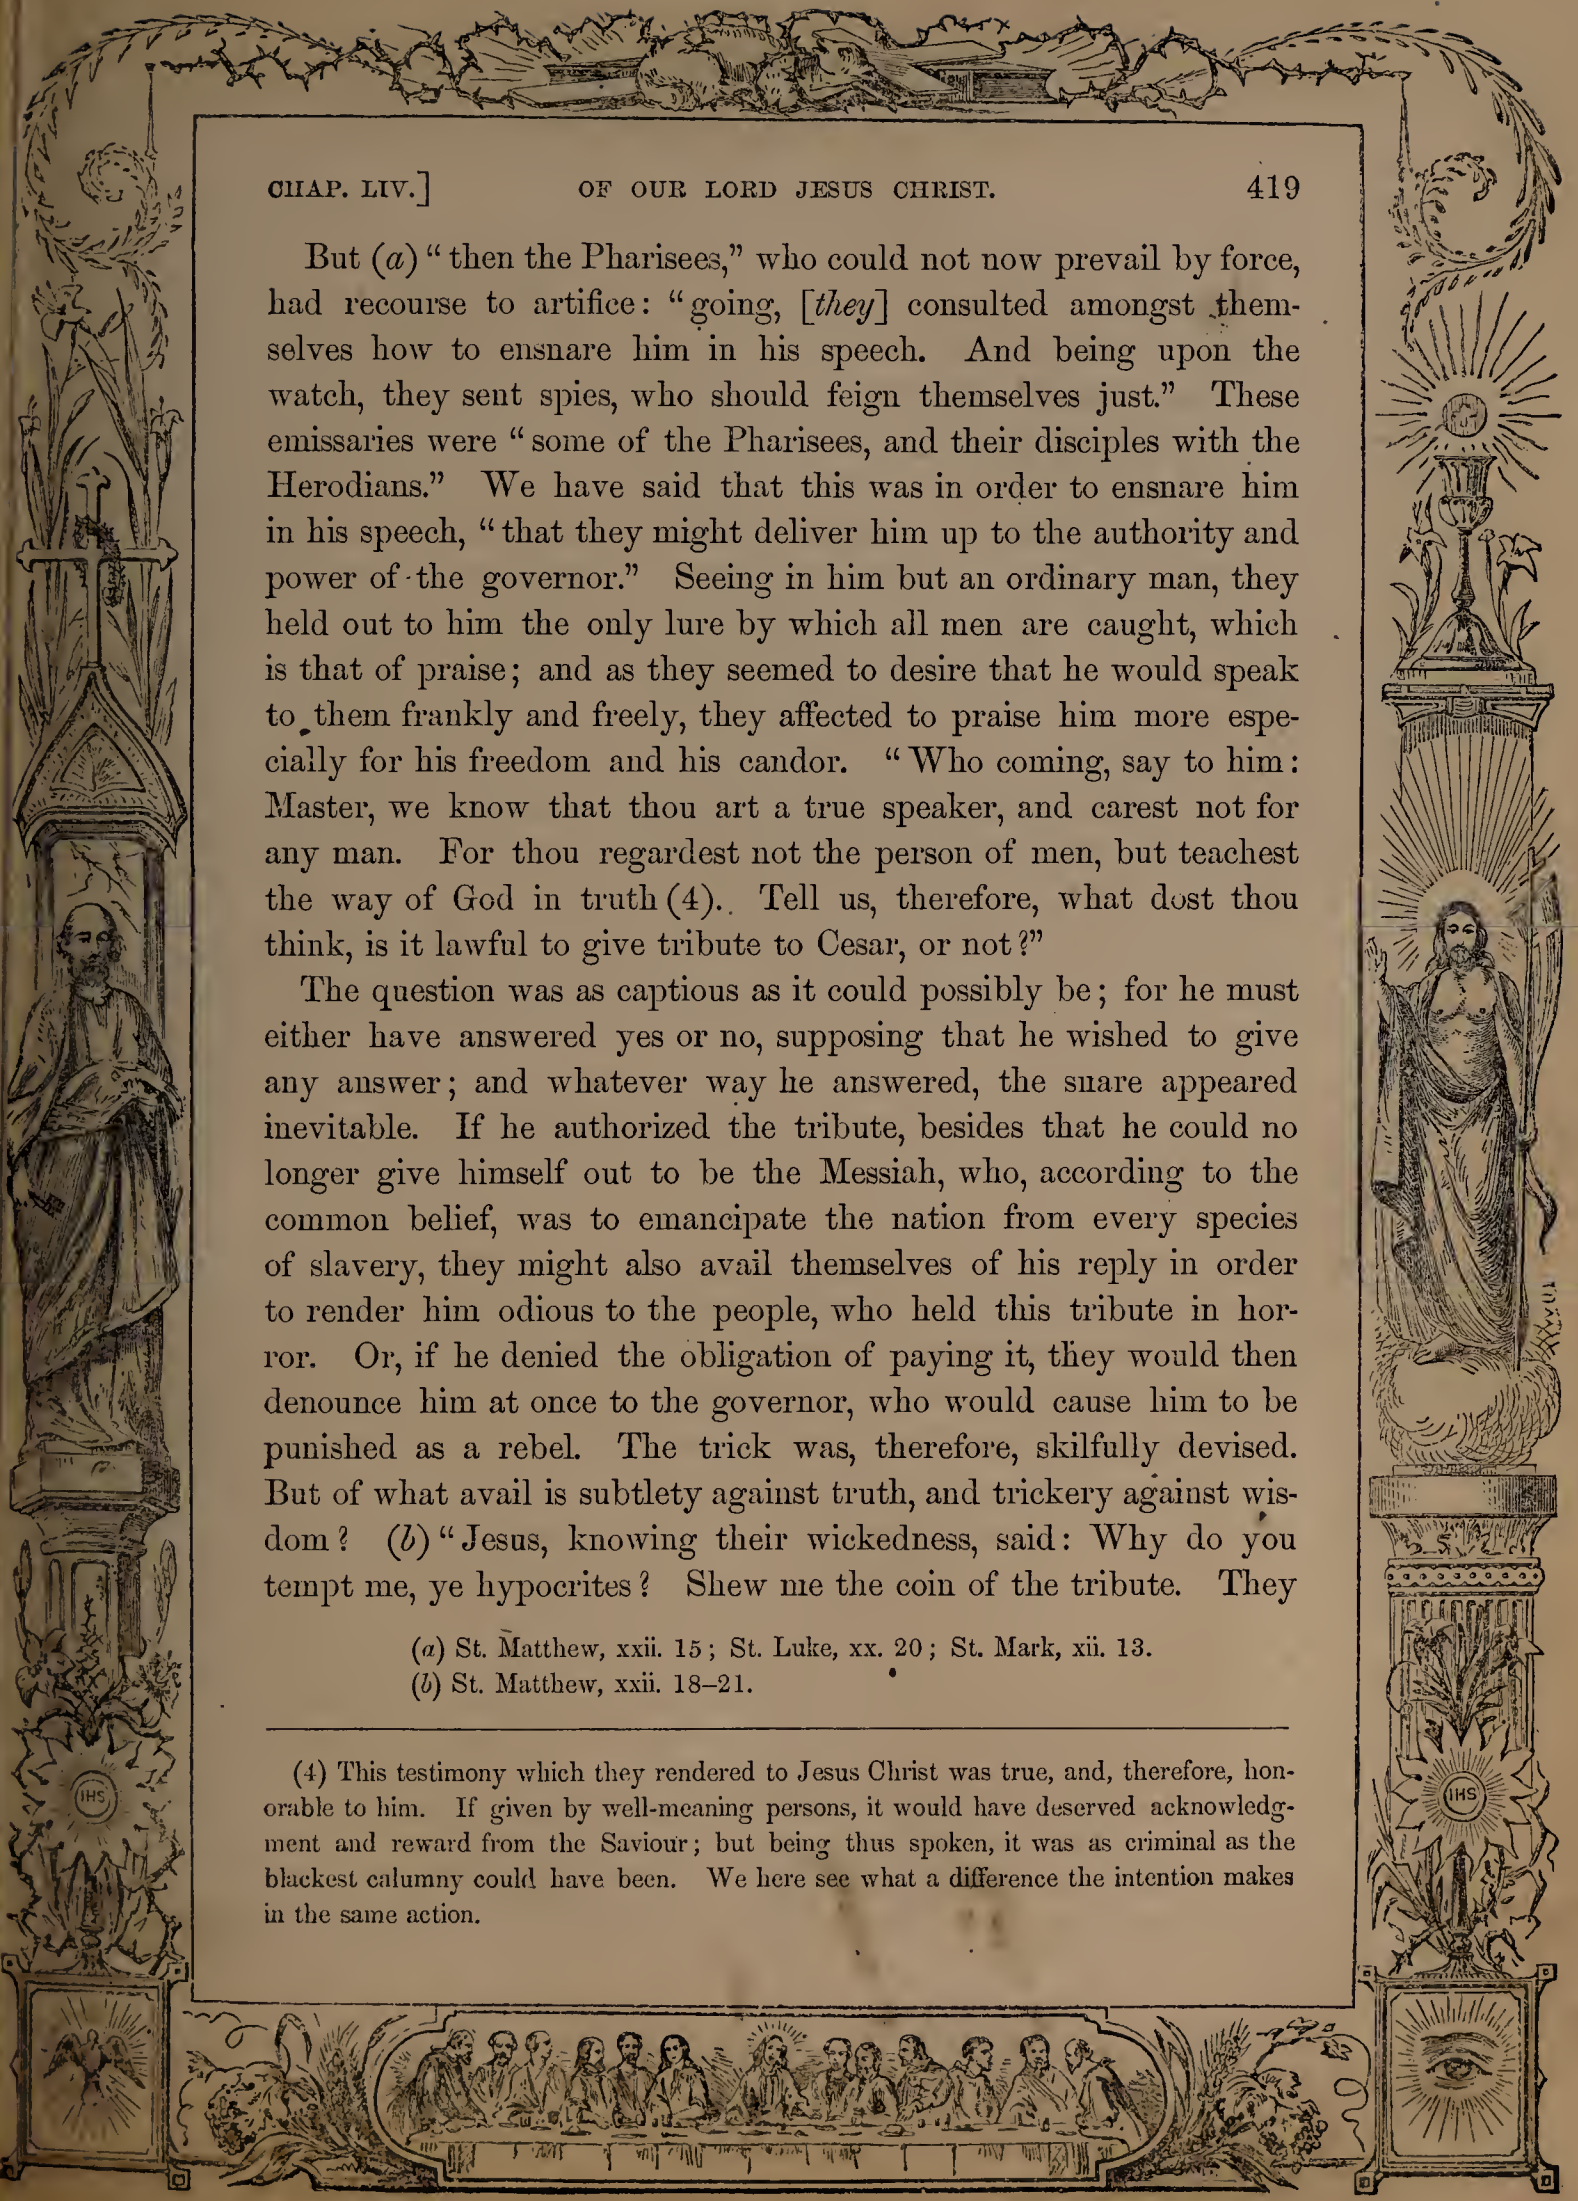 CHAP. LIV.] OF OUR LORD JESUS CHRIST. 419
But (a) “then the Pharisees,” who could not now prevail by force,
had recourse to artifice: “going, [they] consulted amongst them-
selves how to ensnare him in his speech. And being upon the
watch, they sent spies, who should feign themselves just.” These
emissaries were “some of the Pharisees, and their disciples with the
Herodians.” We have said that this was in order to ensnare him
in his speech, “that they might deliver him up to the authority and
power of the governor.” Seeing in him but an ordinary man, they
held out to him the only lure by which all men are caught, which
is that of praise; and as they seemed to desire that he would speak
to them frankly and freely, they affected to praise him more espe-
cially for his freedom and his candor. “Who coming, say to him:
Master, we know that thou art a true speaker, and carest not for
any man. For thou regardest not the person of men, but teachest
the way of God in truth (4). Tell us, therefore, what dost thou
think, is it lawful to give tribute to Cesar, or not?”
The question was as captious as it could possibly be; for he must
either have answered yes or no, supposing that he wished to give
any answer; and whatever way he answered, the snare appeared
inevitable. If he authorized the tribute, besides that he could no
longer give himself out to be the Messiah, who, according to the
common belief, was to emancipate the nation from every species
of slavery, they might also avail themselves of his reply in order
to render him odious to the people, who held this tribute in hor-
ror. Or, if he denied the obligation of paying it, they would then
denounce him at once to the governor, who would cause him to be
punished as a rebel. The trick was, therefore, skilfully devised.
But of what avail is subtlety against truth, and trickery against wis-
dom? (b) “Jesus, knowing their wickedness, said: Why do you
tempt me, ye hypocrites? Shew me the coin of the tribute. They
(a) St. Matthew, xxii. 15; St. Luke, xx. 20; St. Mark, xii. 13.
(b) St. Matthew, xxii. 18–21.
(4) This testimony which they rendered to Jesus Christ was true, and, therefore, hon-
orable to him. If given by well-meaning persons, it would have deserved acknowledg-
ment and reward from the Saviour; but being thus spoken, it was as criminal as the
blackest calumny could have been. We here see what a difference the intention makes
in the same action.
IHS
IHS